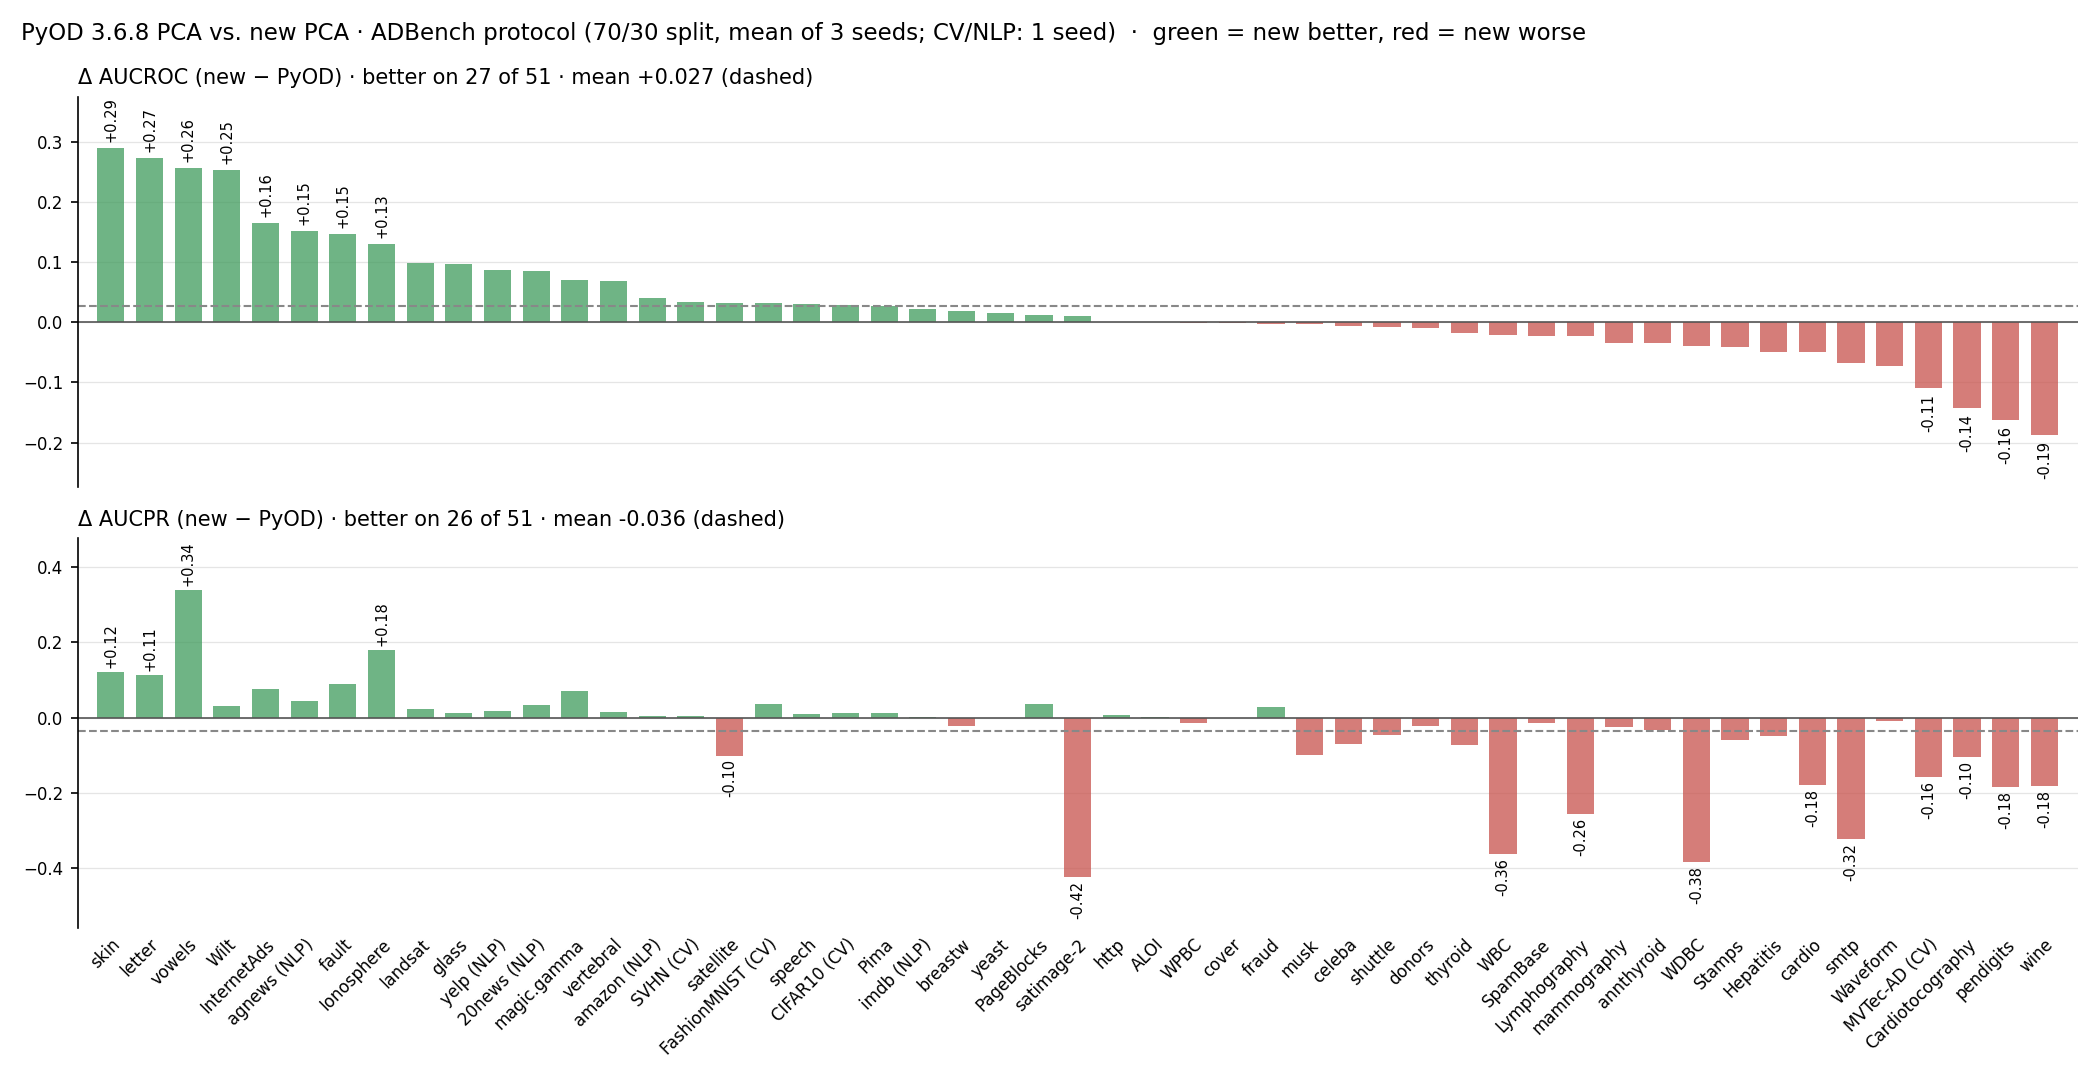 PyOD 3.6.8 PCA vs. new PCA · ADBench protocol (70/30 split, mean of 3 seeds; CV/NLP: 1 seed)  ·  green = new better, red = new worse
Δ AUCROC (new − PyOD) · better on 27 of 51 · mean +0.027 (dashed)
0.3
0.2
0.1
0.0
−0.1
−0.2
+0.29
+0.27
+0.26
+0.25
+0.16
+0.15
+0.15
+0.13
-0.11
-0.14
-0.16
-0.19
Δ AUCPR (new − PyOD) · better on 26 of 51 · mean -0.036 (dashed)
0.4
0.2
0.0
−0.2
−0.4
+0.12
+0.11
+0.34
+0.18
-0.10
-0.42
-0.36
-0.26
-0.38
-0.18
-0.32
-0.16
-0.10
-0.18
-0.18
skin
letter
vowels
Wilt
InternetAds
agnews (NLP)
fault
Ionosphere
landsat
glass
yelp (NLP)
20news (NLP)
magic.gamma
vertebral
amazon (NLP)
SVHN (CV)
satellite
FashionMNIST (CV)
speech
CIFAR10 (CV)
Pima
imdb (NLP)
breastw
yeast
PageBlocks
satimage-2
http
ALOI
WPBC
cover
fraud
musk
celeba
shuttle
donors
thyroid
WBC
SpamBase
Lymphography
mammography
annthyroid
WDBC
Stamps
Hepatitis
cardio
smtp
Waveform
MVTec-AD (CV)
Cardiotocography
pendigits
wine